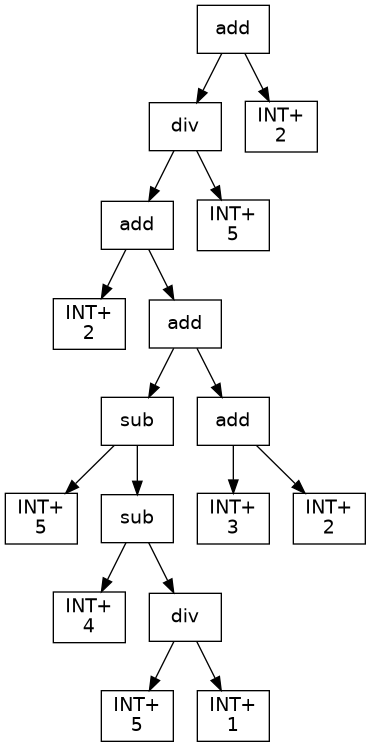 add
div
INT+
2
add
INT+
5
INT+
2
add
sub
add
INT+
5
sub
INT+
3
INT+
2
INT+
4
div
INT+
5
INT+
1